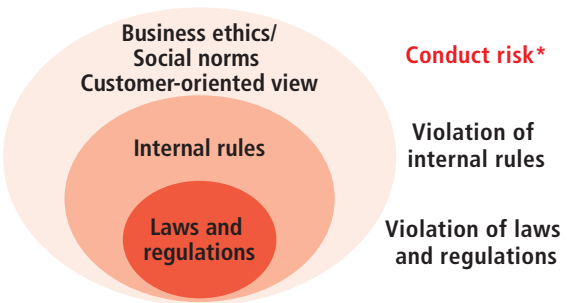 Business ethics/
Social norms
Customer-oriented view
Conduct risk*
Internal rules
Violation of
internal rules
Laws and
regulations
Violation of laws
and regulations